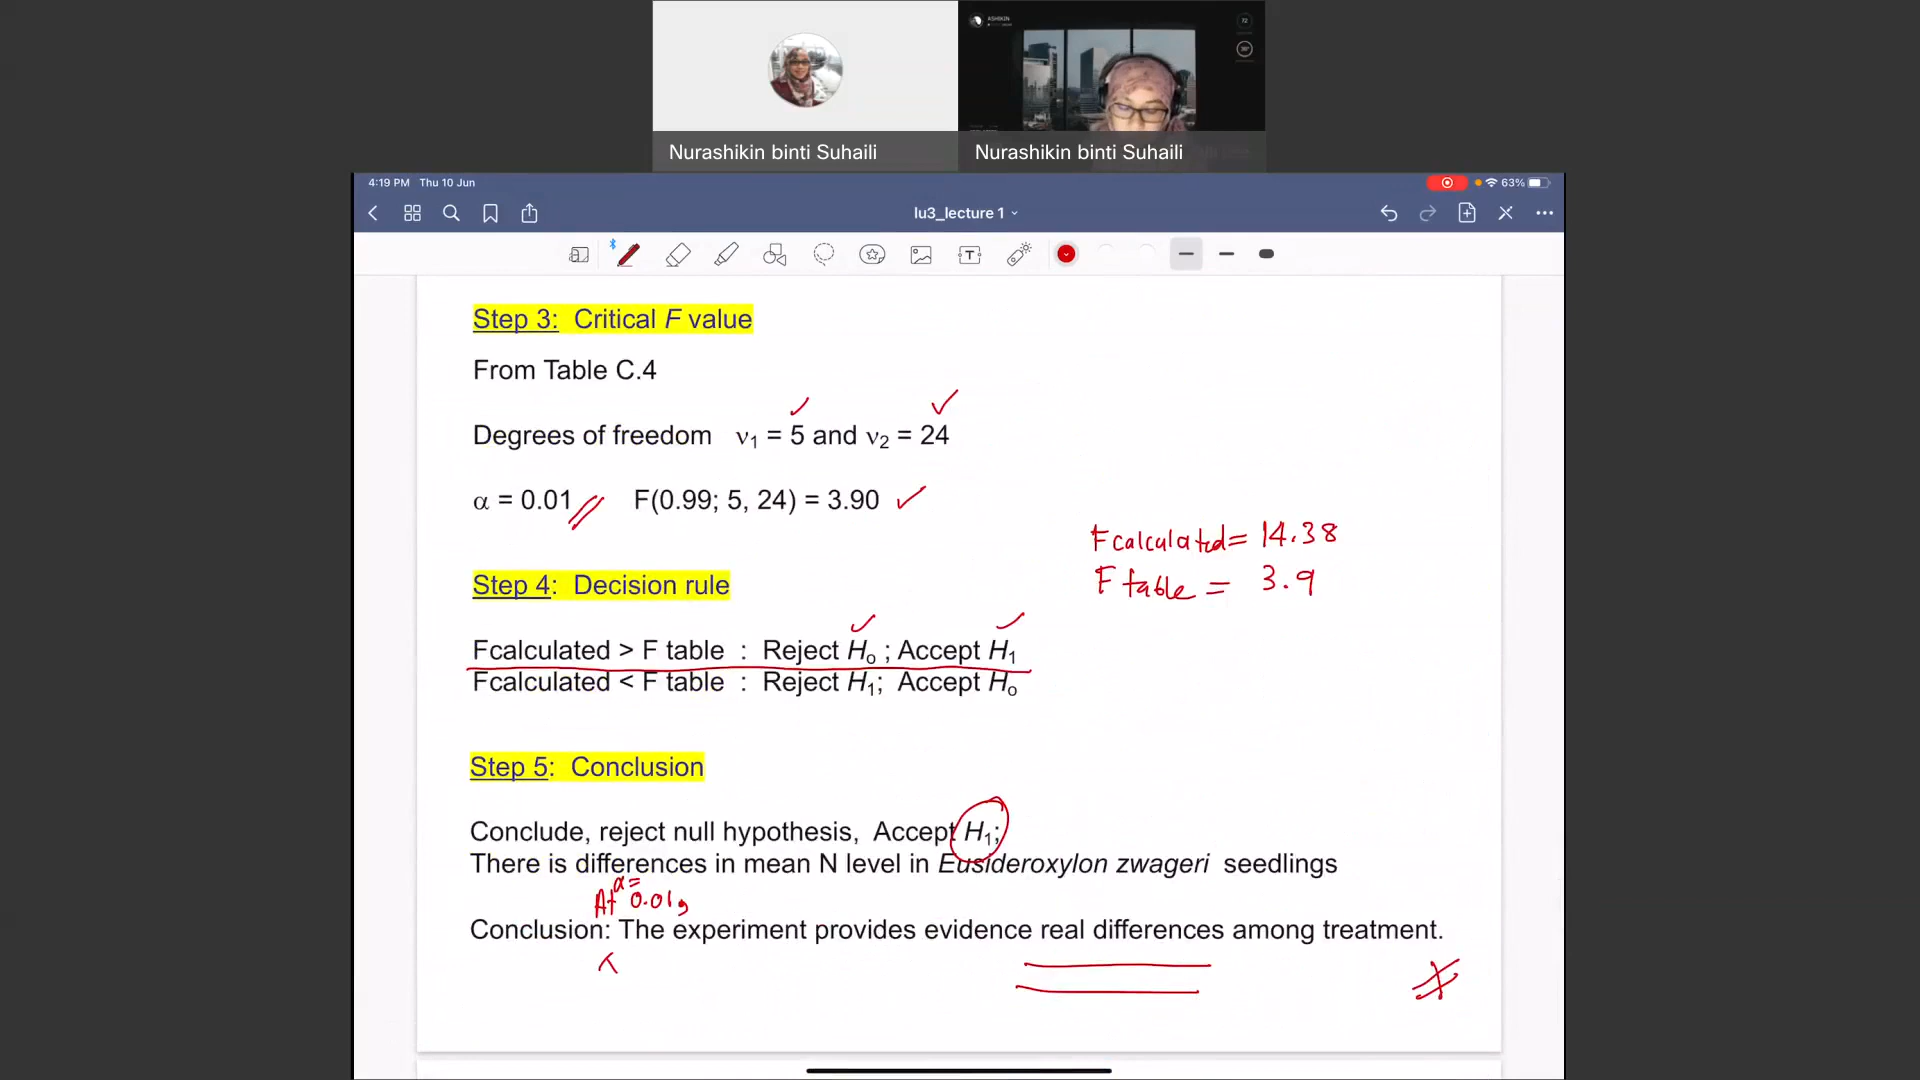 ASHIKIN
72
Nurashikin binti Suhaili
Nurashikin binti Suhaili
4:19 PM Thu 10 Jun
63%
lu3_lecture 1
Step 3: Critical F value
From Table C.4
Degrees of freedom ν1 = 5 and ν2 = 24
α = 0.01 F(0.99; 5, 24) = 3.90
Fcalculated = 14.38
F table = 3.9
Step 4: Decision rule
Fcalculated > F table : Reject Ho ; Accept H1
Fcalculated < F table : Reject H1; Accept Ho
Step 5: Conclusion
Conclude, reject null hypothesis, Accept H1;
There is differences in mean N level in Eusideroxylon zwageri seedlings
At α = 0.01,
Conclusion: The experiment provides evidence real differences among treatment.